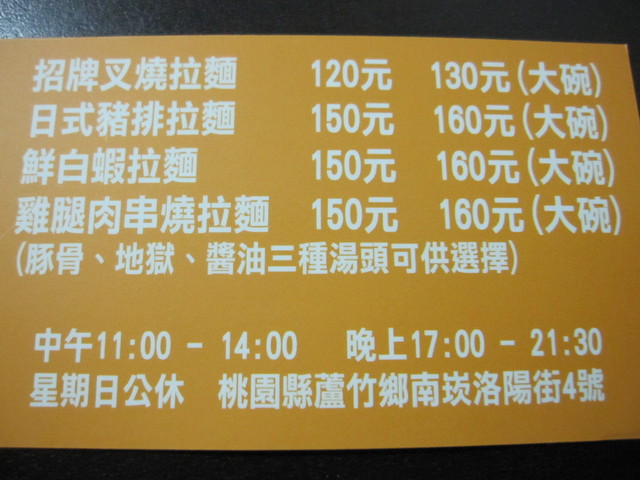 招牌叉燒拉麵 120元 130元(大碗)
日式豬排拉麵 150元 160元(大碗)
鮮白蝦拉麵 150元 160元(大碗)
雞腿肉串燒拉麵 150元 160元(大碗)
(豚骨、地獄、醬油三種湯頭可供選擇)
中午11:00 - 14:00 晚上17:00 - 21:30
星期日公休 桃園縣蘆竹鄉南崁洛陽街4號